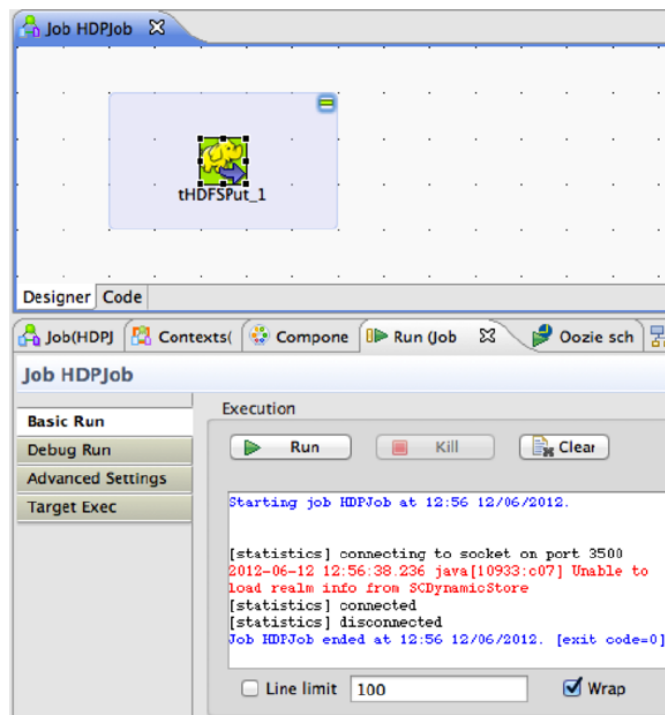 Job HDPJob
tHDFSPut_1
Designer Code
Job(HDPJ Contexts( Compone Run (Job Oozie sch
Job HDPJob
Basic Run
Debug Run
Advanced Settings
Target Exec
Execution
Run Kill Clear
Starting job HDPJob at 12:56 12/06/2012.
[statistics] connecting to socket on port 3500
2012-06-12 12:56:38.236 java[10933:c07] Unable to
load realm info from SCDynamicStore
[statistics] connected
[statistics] disconnected
Job HDPJob ended at 12:56 12/06/2012. [exit code=0]
Line limit 100 Wrap